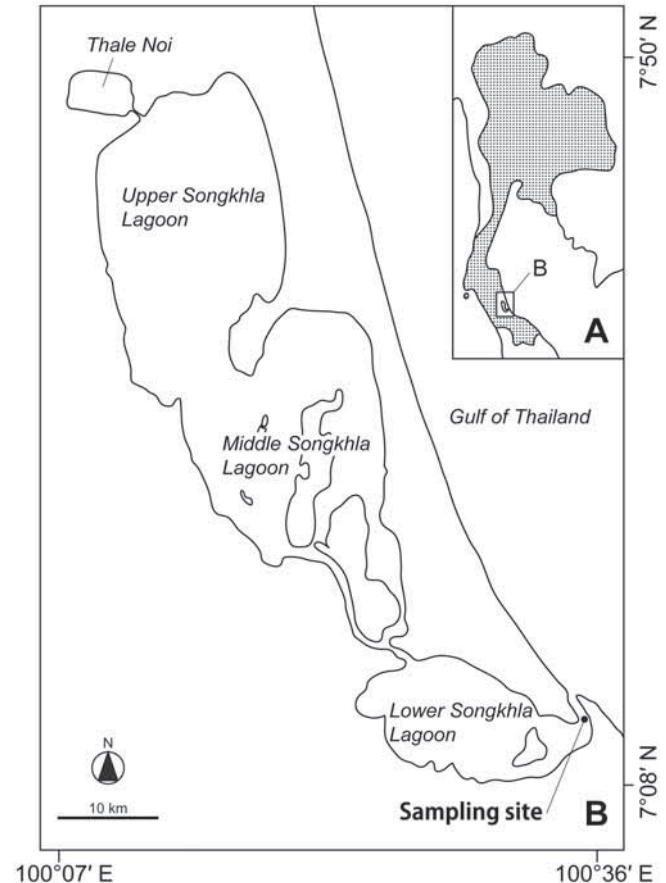 Thale Noi
7°50′ N
Upper Songkhla
Lagoon
B
A
Gulf of Thailand
Middle Songkhla
Lagoon
Lower Songkhla
Lagoon
N
10 km
Sampling site
B
7°08′ N
100°07′ E
100°36′ E